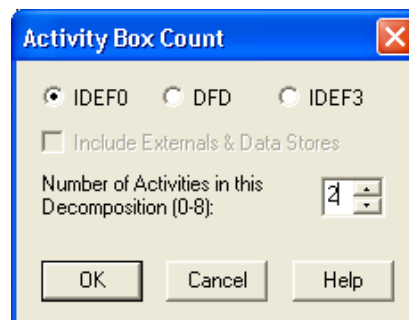 Activity Box Count
IDEF0 DFD IDEF3
Include Externals & Data Stores
Number of Activities in this
Decomposition (0-8):
2
OK Cancel Help